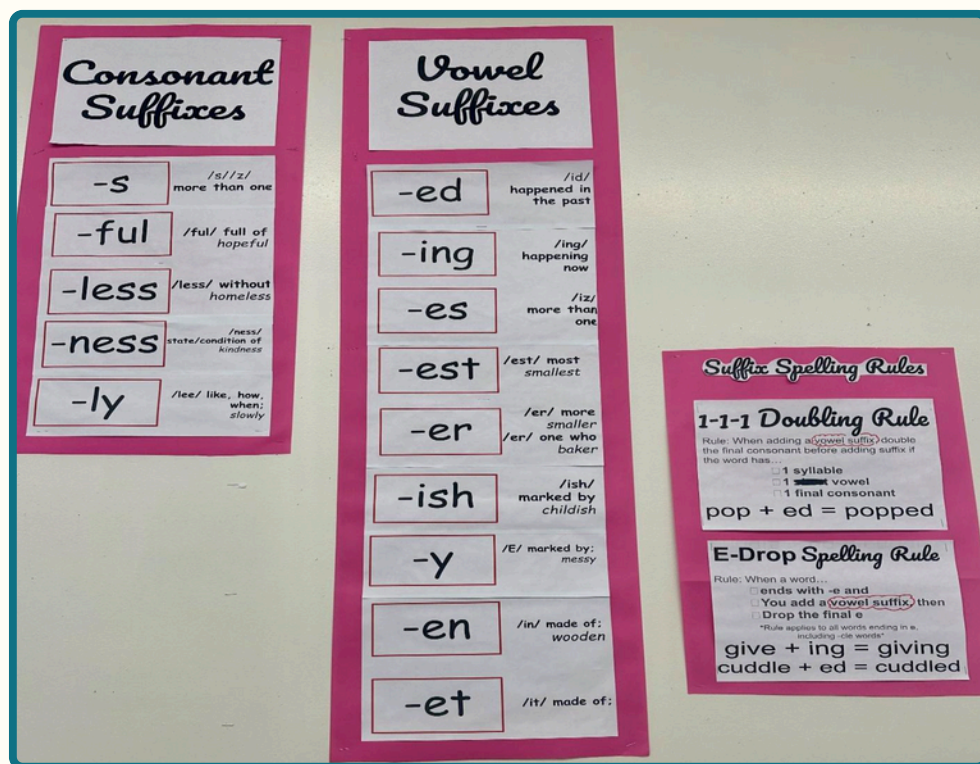 Consonant
Suffixes
-s
/s//z/
more than one
-ful
/ful/ full of
hopeful
-less
/less/ without
homeless
-ness
/ness/
state/condition of
kindness
-ly
/lee/ like, how,
when;
slowly
Vowel
Suffixes
-ed
/id/
happened in
the past
-ing
/ing/
happening
now
-es
/iz/
more than
one
-est
/est/ most
smallest
-er
/er/ more
smaller
/er/ one who
baker
-ish
/ish/
marked by
childish
-y
/E/ marked by;
messy
-en
/in/ made of;
wooden
-et
/it/ made of;
Suffix Spelling Rules
1-1-1 Doubling Rule
Rule: When adding a vowel suffix double
the final consonant before adding suffix if
the word has...
1 syllable
1 vowel
1 final consonant
pop + ed = popped
E-Drop Spelling Rule
Rule: When a word...
ends with -e and
You add a vowel suffix, then
Drop the final e
*Rule applies to all words ending in e,
including -cle words*
give + ing = giving
cuddle + ed = cuddled